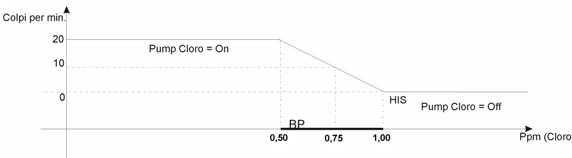 Colpi per min.
20
Pump Cloro = On
10
0
HIS
Pump Cloro = Off
BP
0,50
0,75
1,00
Ppm (Cloro